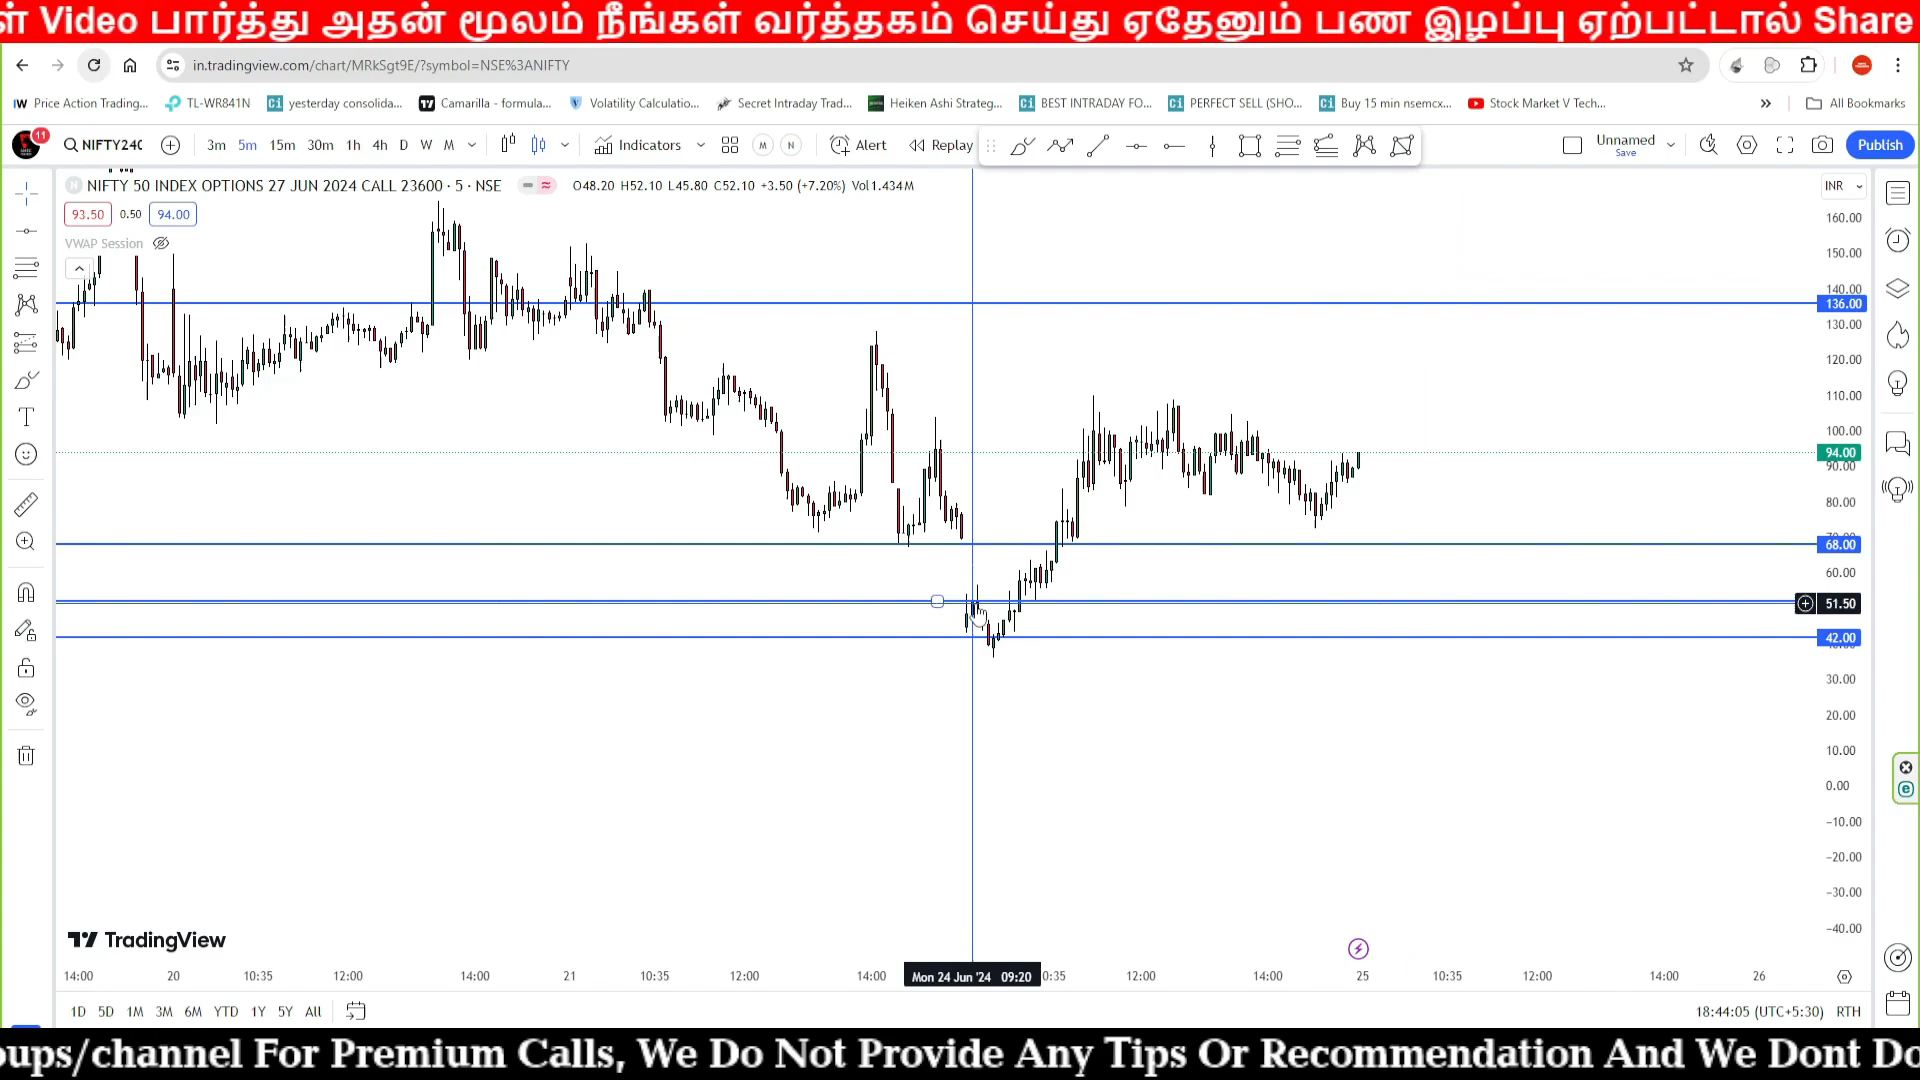 ள் Video பார்த்து அதன் மூலம் நீங்கள் வர்த்தகம் செய்து ஏதேனும் பண இழப்பு ஏற்பட்டால் Share
in.tradingview.com/chart/MRkSgt9E/?symbol=NSE%3ANIFTY
IW Price Action Trading... TL-WR841N Ci yesterday consolida... Camarilla - formula... Volatility Calculatio... Secret Intraday Trad... Heiken Ashi Strateg... Ci BEST INTRADAY FO... Ci PERFECT SELL (SHO... Ci Buy 15 min nsemcx... Stock Market V Tech... » All Bookmarks
11 NIFTY24C 3m 5m 15m 30m 1h 4h D W M Indicators M N Alert Replay Unnamed Save Publish
N NIFTY 50 INDEX OPTIONS 27 JUN 2024 CALL 23600 · 5 · NSE O48.20 H52.10 L45.80 C52.10 +3.50 (+7.20%) Vol1.434M INR
93.50 0.50 94.00
VWAP Session
160.00
150.00
140.00
136.00
130.00
120.00
110.00
100.00
94.00
90.00
80.00
68.00
60.00
51.50
42.00
30.00
20.00
10.00
0.00
−10.00
−20.00
−30.00
−40.00
TradingView
14:00 20 10:35 12:00 14:00 21 10:35 12:00 14:00 Mon 24 Jun '24 09:20 0:35 12:00 14:00 25 10:35 12:00 14:00 26
1D 5D 1M 3M 6M YTD 1Y 5Y All 18:44:05 (UTC+5:30) RTH
oups/channel For Premium Calls, We Do Not Provide Any Tips Or Recommendation And We Dont Do